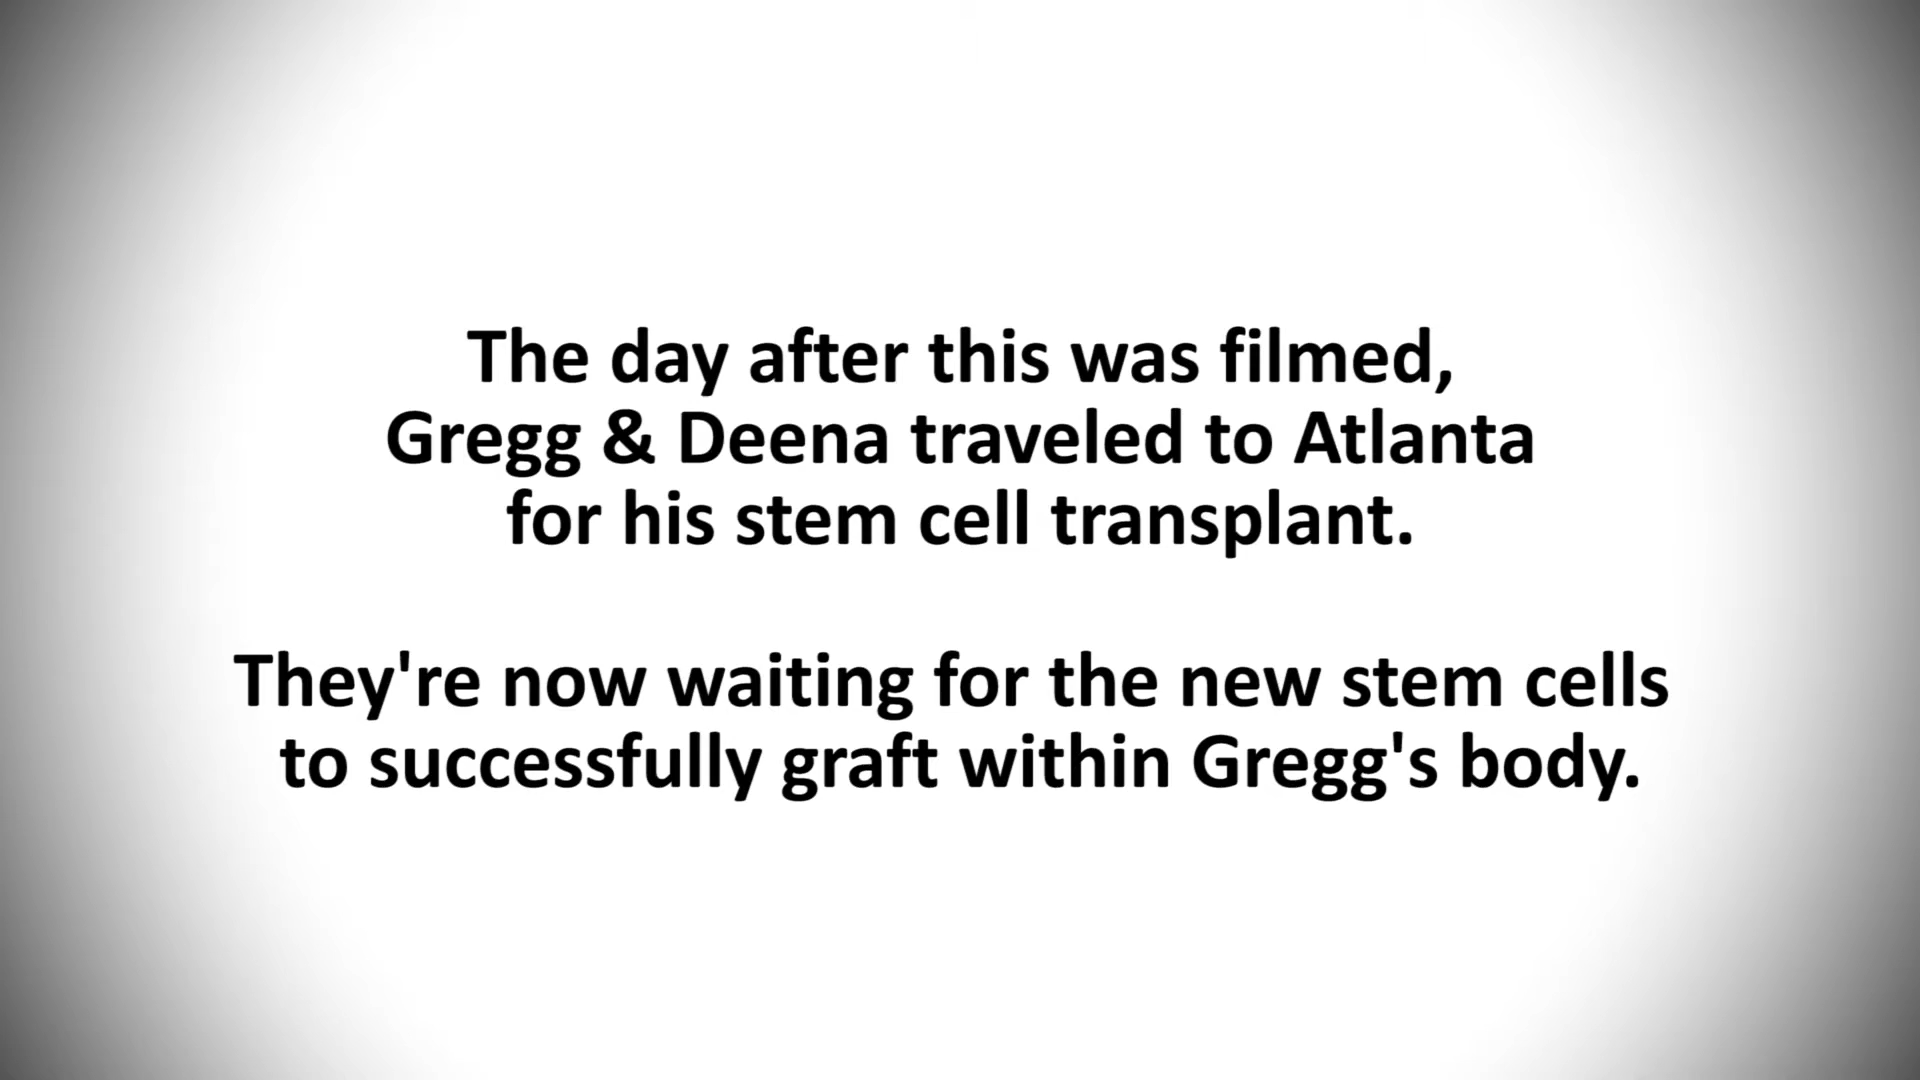 The day after this was filmed,
Gregg & Deena traveled to Atlanta
for his stem cell transplant.
They're now waiting for the new stem cells
to successfully graft within Gregg's body.